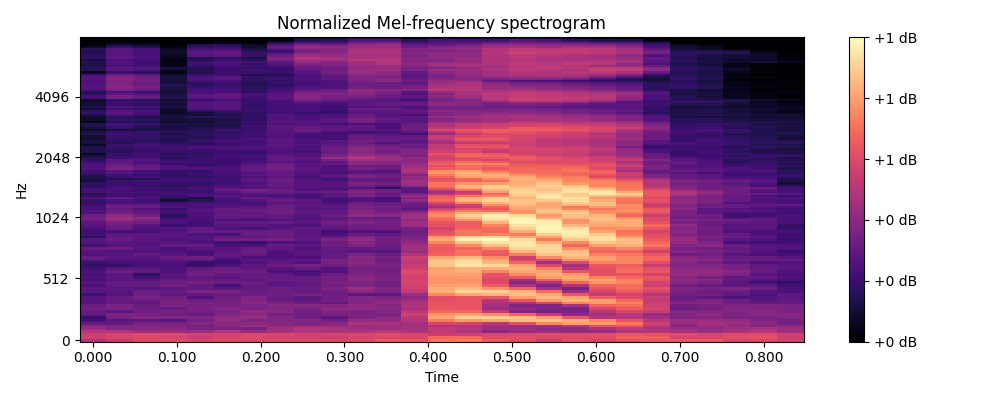 Normalized Mel-frequency spectrogram
Hz
4096
2048
1024
512
0
0.000 0.100 0.200 0.300 0.400 0.500 0.600 0.700 0.800
Time
+1 dB
+1 dB
+1 dB
+0 dB
+0 dB
+0 dB